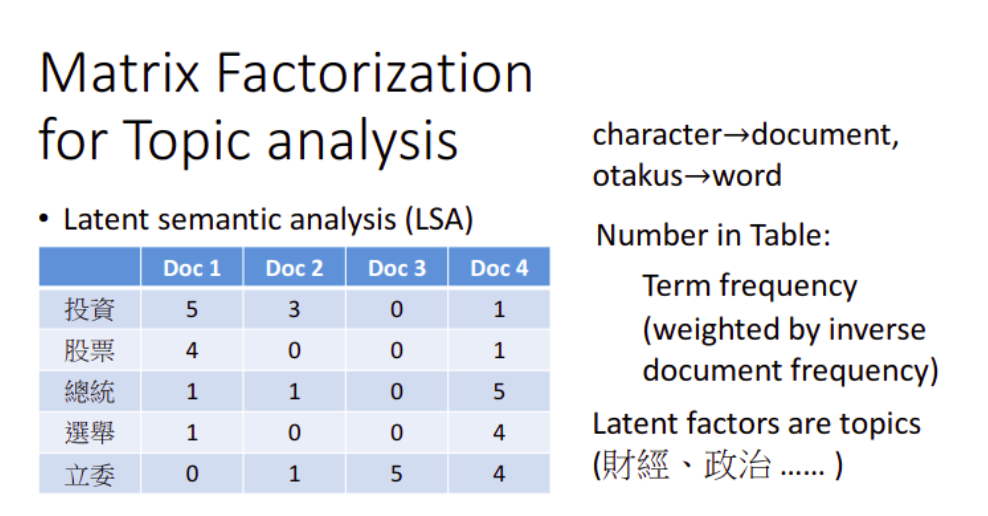 Matrix Factorization
for Topic analysis
• Latent semantic analysis (LSA)
Doc 1 Doc 2 Doc 3 Doc 4
投資 5 3 0 1
股票 4 0 0 1
總統 1 1 0 5
選舉 1 0 0 4
立委 0 1 5 4
character→document,
otakus→word
Number in Table:
Term frequency
(weighted by inverse
document frequency)
Latent factors are topics
(財經、政治 …… )